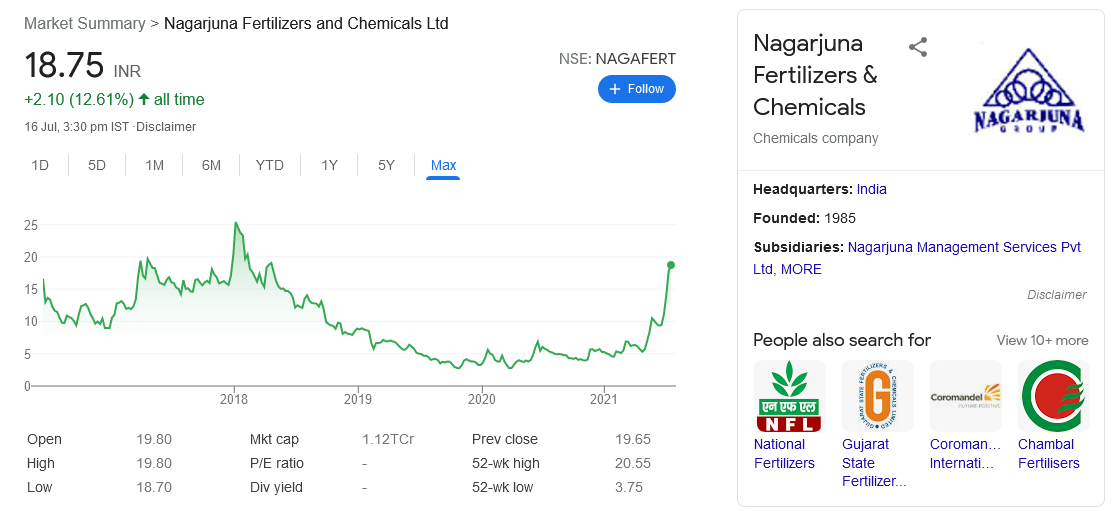 Market Summary > Nagarjuna Fertilizers and Chemicals Ltd
18.75 INR
NSE: NAGAFERT
+ Follow
+2.10 (12.61%) ↑ all time
16 Jul, 3:30 pm IST · Disclaimer
1D 5D 1M 6M YTD 1Y 5Y Max
25
20
15
10
5
0
2018 2019 2020 2021
Open 19.80 Mkt cap 1.12TCr Prev close 19.65
High 19.80 P/E ratio - 52-wk high 20.55
Low 18.70 Div yield - 52-wk low 3.75
Nagarjuna
Fertilizers &
Chemicals
Chemicals company
NAGARJUNA
GROUP
Headquarters: India
Founded: 1985
Subsidiaries: Nagarjuna Management Services Pvt
Ltd, MORE
Disclaimer
People also search for
View 10+ more
एन एफ एल
NFL
GUJARAT STATE FERTILIZERS & CHEMICALS LIMITED
G
Coromandel
FUTURE POSITIVE
National
Fertilizers
Gujarat
State
Fertilizer...
Coroman...
Internati...
Chambal
Fertilisers